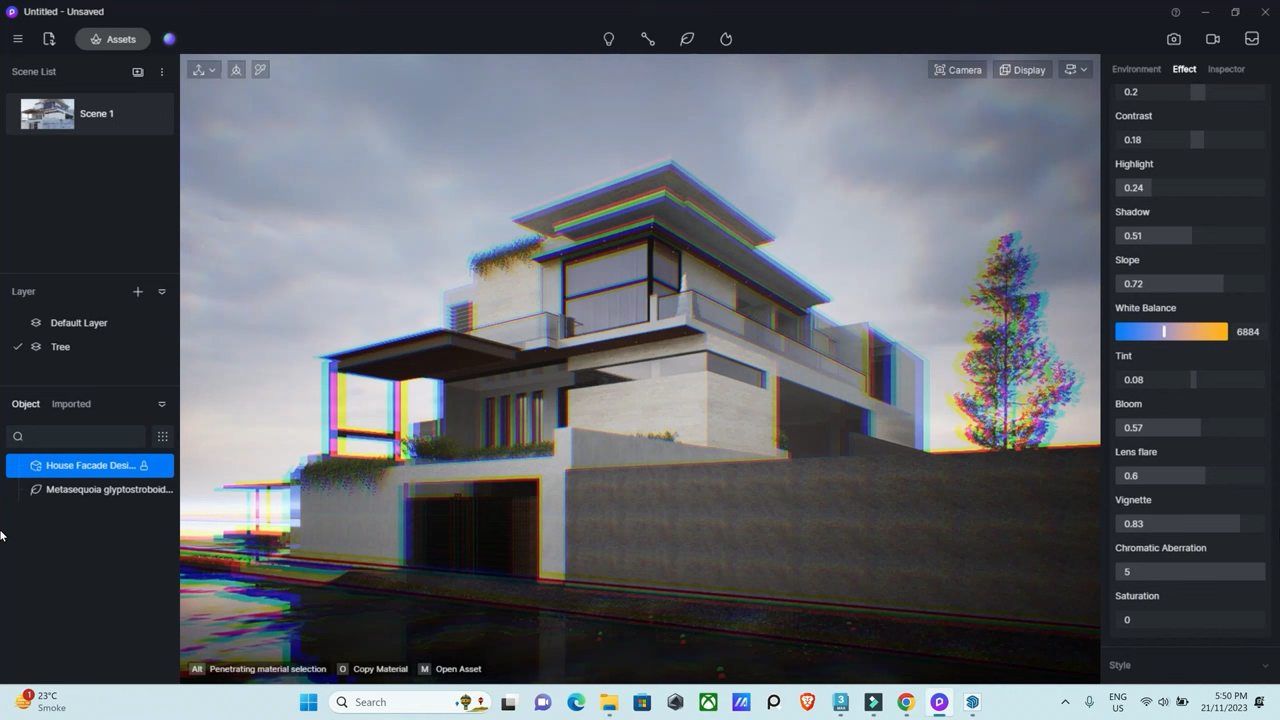 Untitled - Unsaved
Assets
Scene List
Scene 1
Layer
Default Layer
Tree
Object Imported
House Facade Desi...
Metasequoia glyptostroboid...
Camera
Display
Alt Penetrating material selection
O Copy Material
M Open Asset
Environment Effect Inspector
0.2
Contrast
0.18
Highlight
0.24
Shadow
0.51
Slope
0.72
White Balance
6884
Tint
0.08
Bloom
0.57
Lens flare
0.6
Vignette
0.83
Chromatic Aberration
5
Saturation
0
Style
1
23°C
Smoke
Search
ENG
US
5:50 PM
21/11/2023